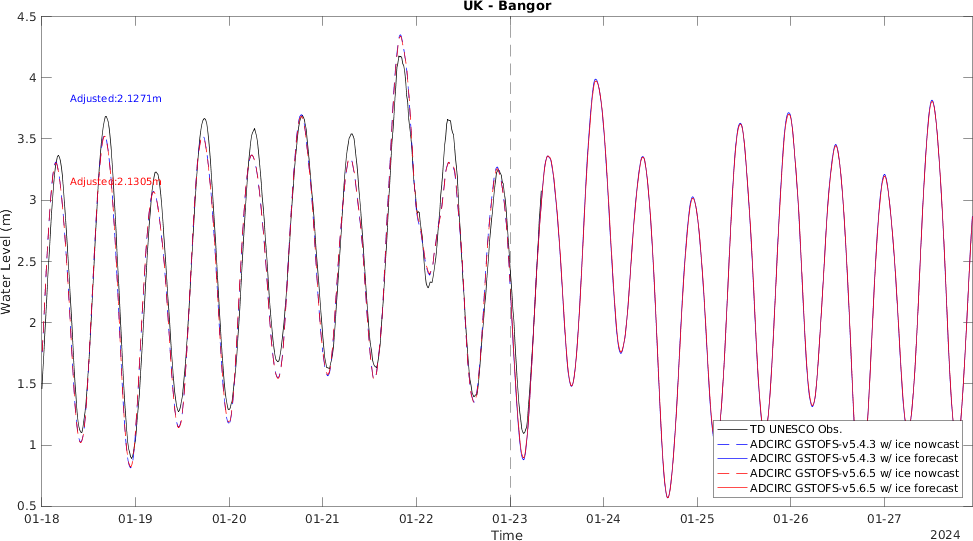 UK - Bangor
4.5
4
3.5
3
2.5
2
1.5
1
0.5
Water Level (m)
Adjusted:2.1271m
Adjusted:2.1305m
TD UNESCO Obs.
ADCIRC GSTOFS-v5.4.3 w/ ice nowcast
ADCIRC GSTOFS-v5.4.3 w/ ice forecast
ADCIRC GSTOFS-v5.6.5 w/ ice nowcast
ADCIRC GSTOFS-v5.6.5 w/ ice forecast
01-18 01-19 01-20 01-21 01-22 01-23 01-24 01-25 01-26 01-27
Time
2024